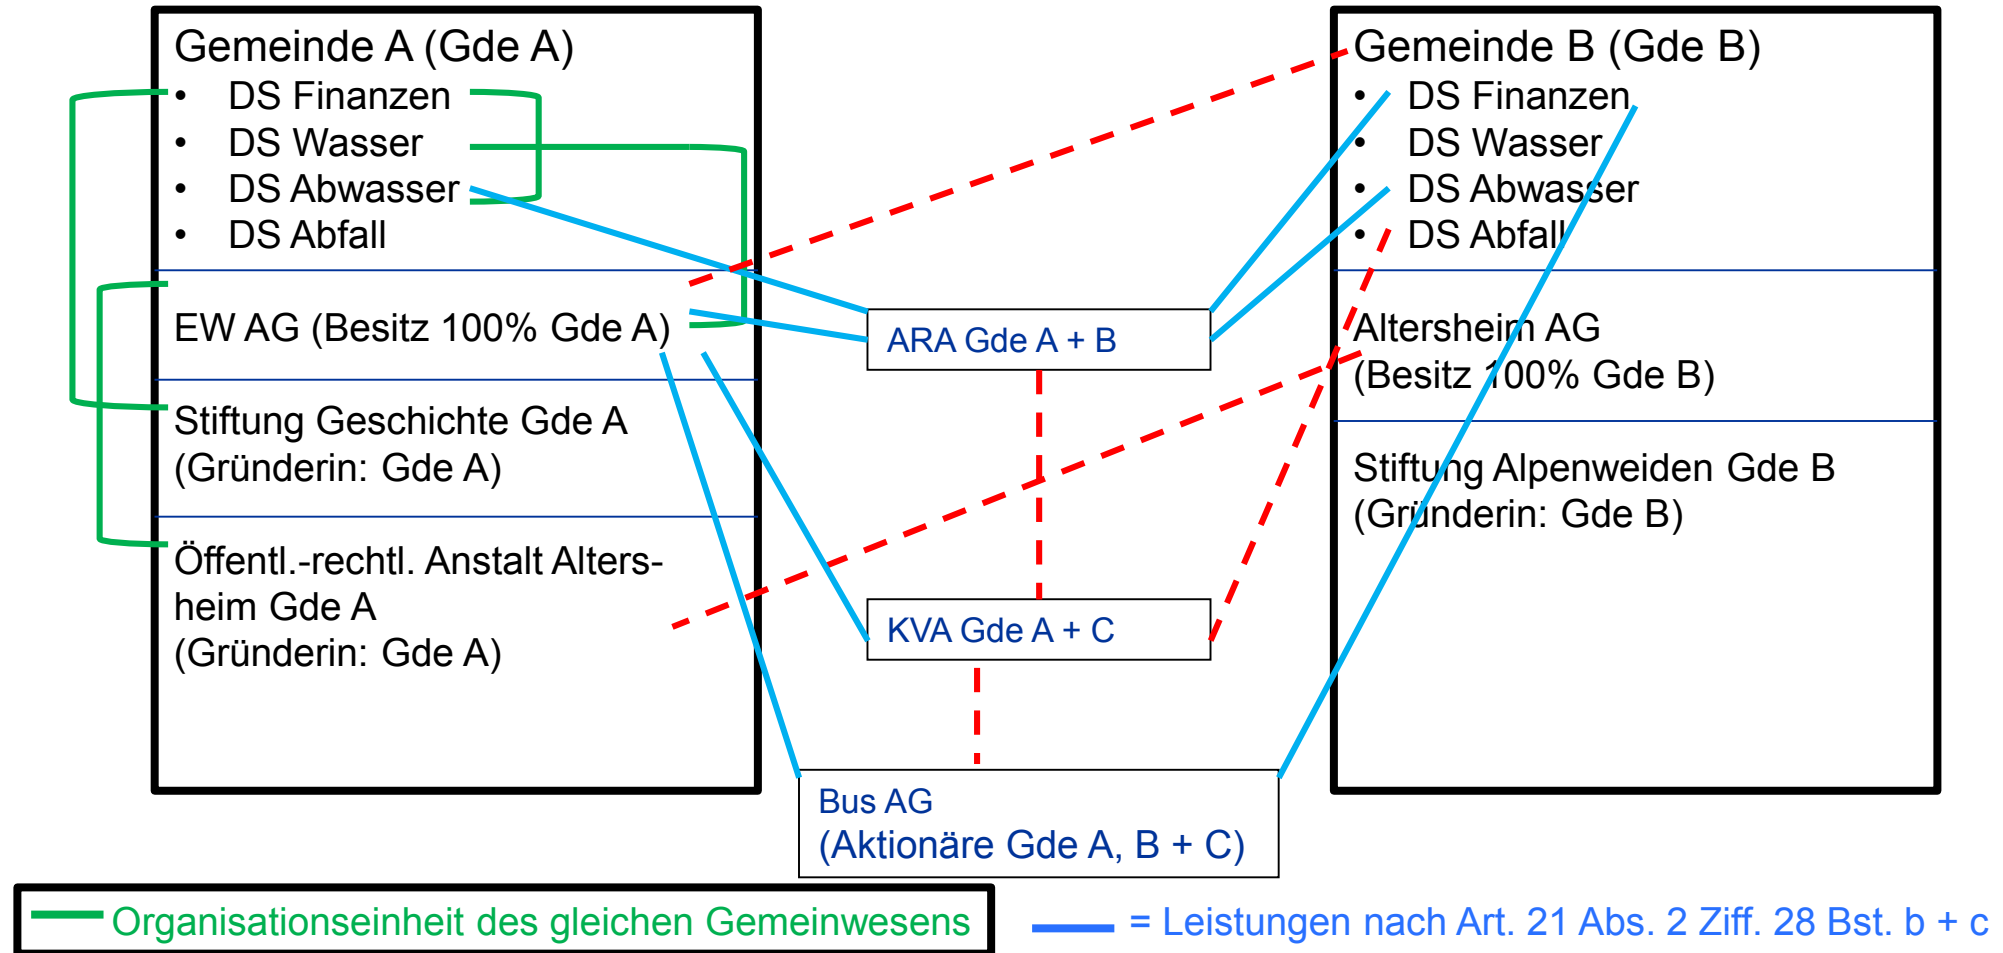 Gemeinde A (Gde A)
• DS Finanzen
• DS Wasser
• DS Abwasser
• DS Abfall
EW AG (Besitz 100% Gde A)
Stiftung Geschichte Gde A
(Gründerin: Gde A)
Öffentl.-rechtl. Anstalt Alters-
heim Gde A
(Gründerin: Gde A)
ARA Gde A + B
KVA Gde A + C
Bus AG
(Aktionäre Gde A, B + C)
Gemeinde B (Gde B)
• DS Finanzen
• DS Wasser
• DS Abwasser
• DS Abfall
Altersheim AG
(Besitz 100% Gde B)
Stiftung Alpenweiden Gde B
(Gründerin: Gde B)
Organisationseinheit des gleichen Gemeinwesens
= Leistungen nach Art. 21 Abs. 2 Ziff. 28 Bst. b + c